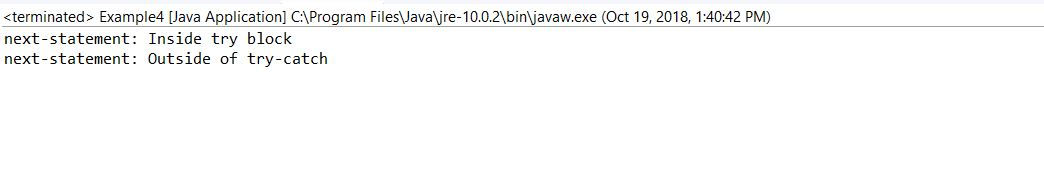 <terminated> Example4 [Java Application] C:\Program Files\Java\jre-10.0.2\bin\javaw.exe (Oct 19, 2018, 1:40:42 PM)
next-statement: Inside try block
next-statement: Outside of try-catch